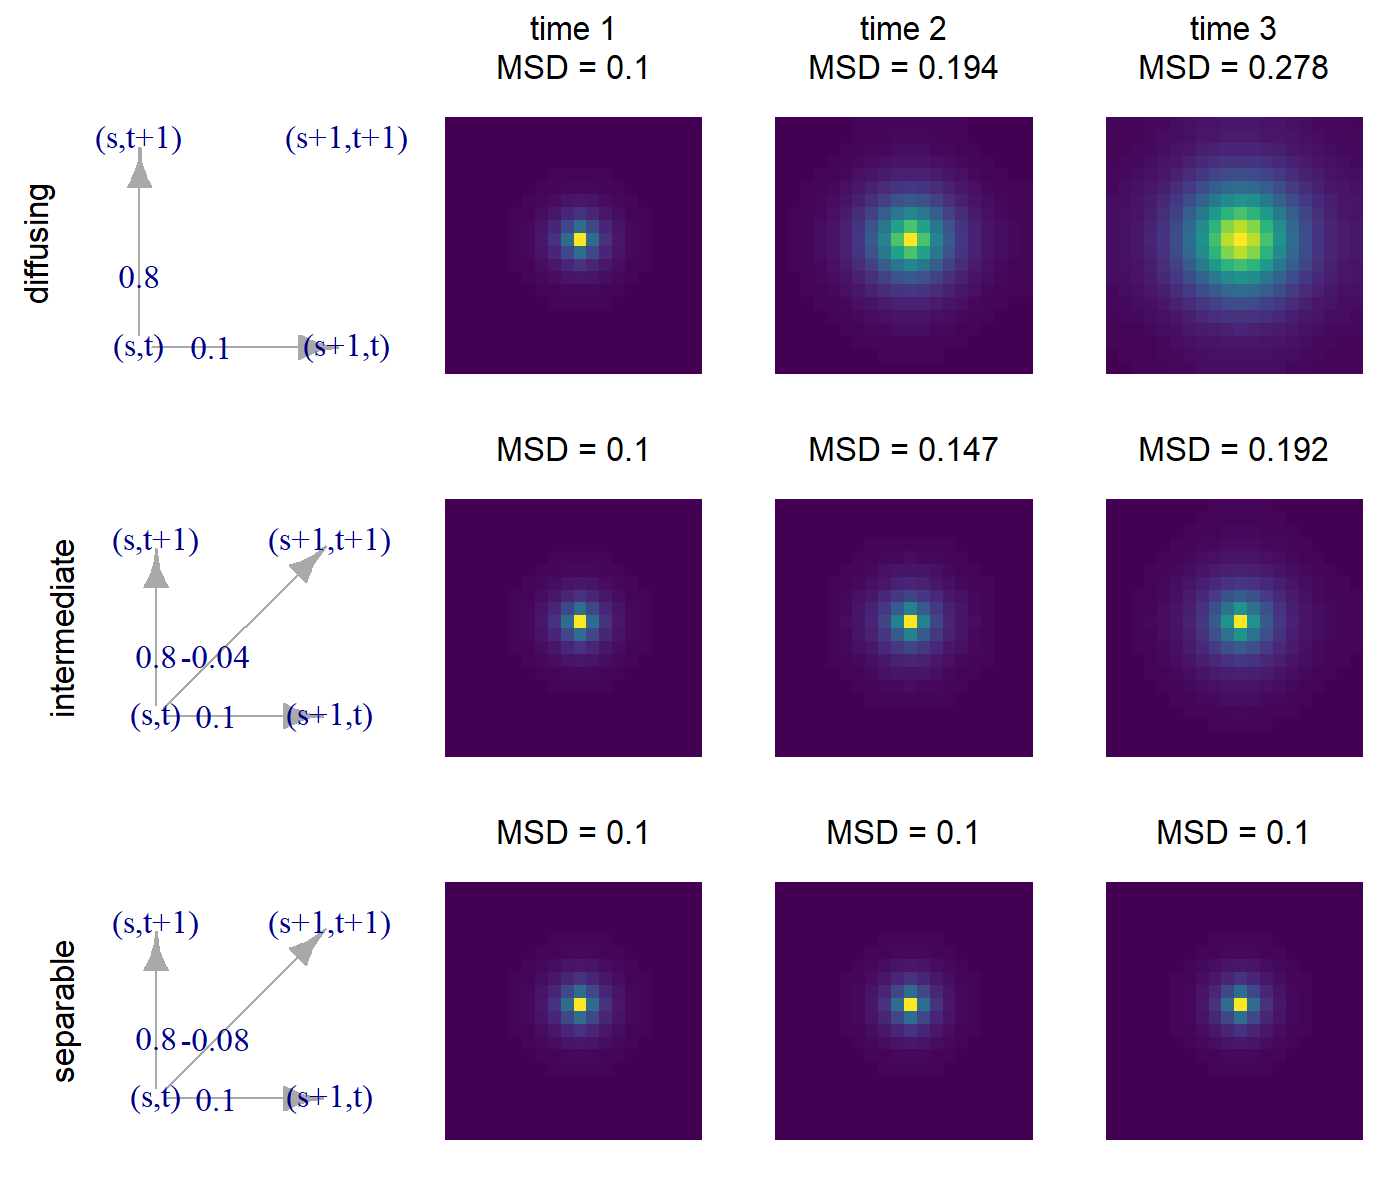 time 1
MSD = 0.1
time 2
MSD = 0.194
time 3
MSD = 0.278
diffusing
(s,t+1)
(s+1,t+1)
0.8
(s,t)
0.1
(s+1,t)
MSD = 0.1
MSD = 0.147
MSD = 0.192
intermediate
(s,t+1)
(s+1,t+1)
0.8
-0.04
(s,t)
0.1
(s+1,t)
MSD = 0.1
MSD = 0.1
MSD = 0.1
separable
(s,t+1)
(s+1,t+1)
0.8
-0.08
(s,t)
0.1
(s+1,t)